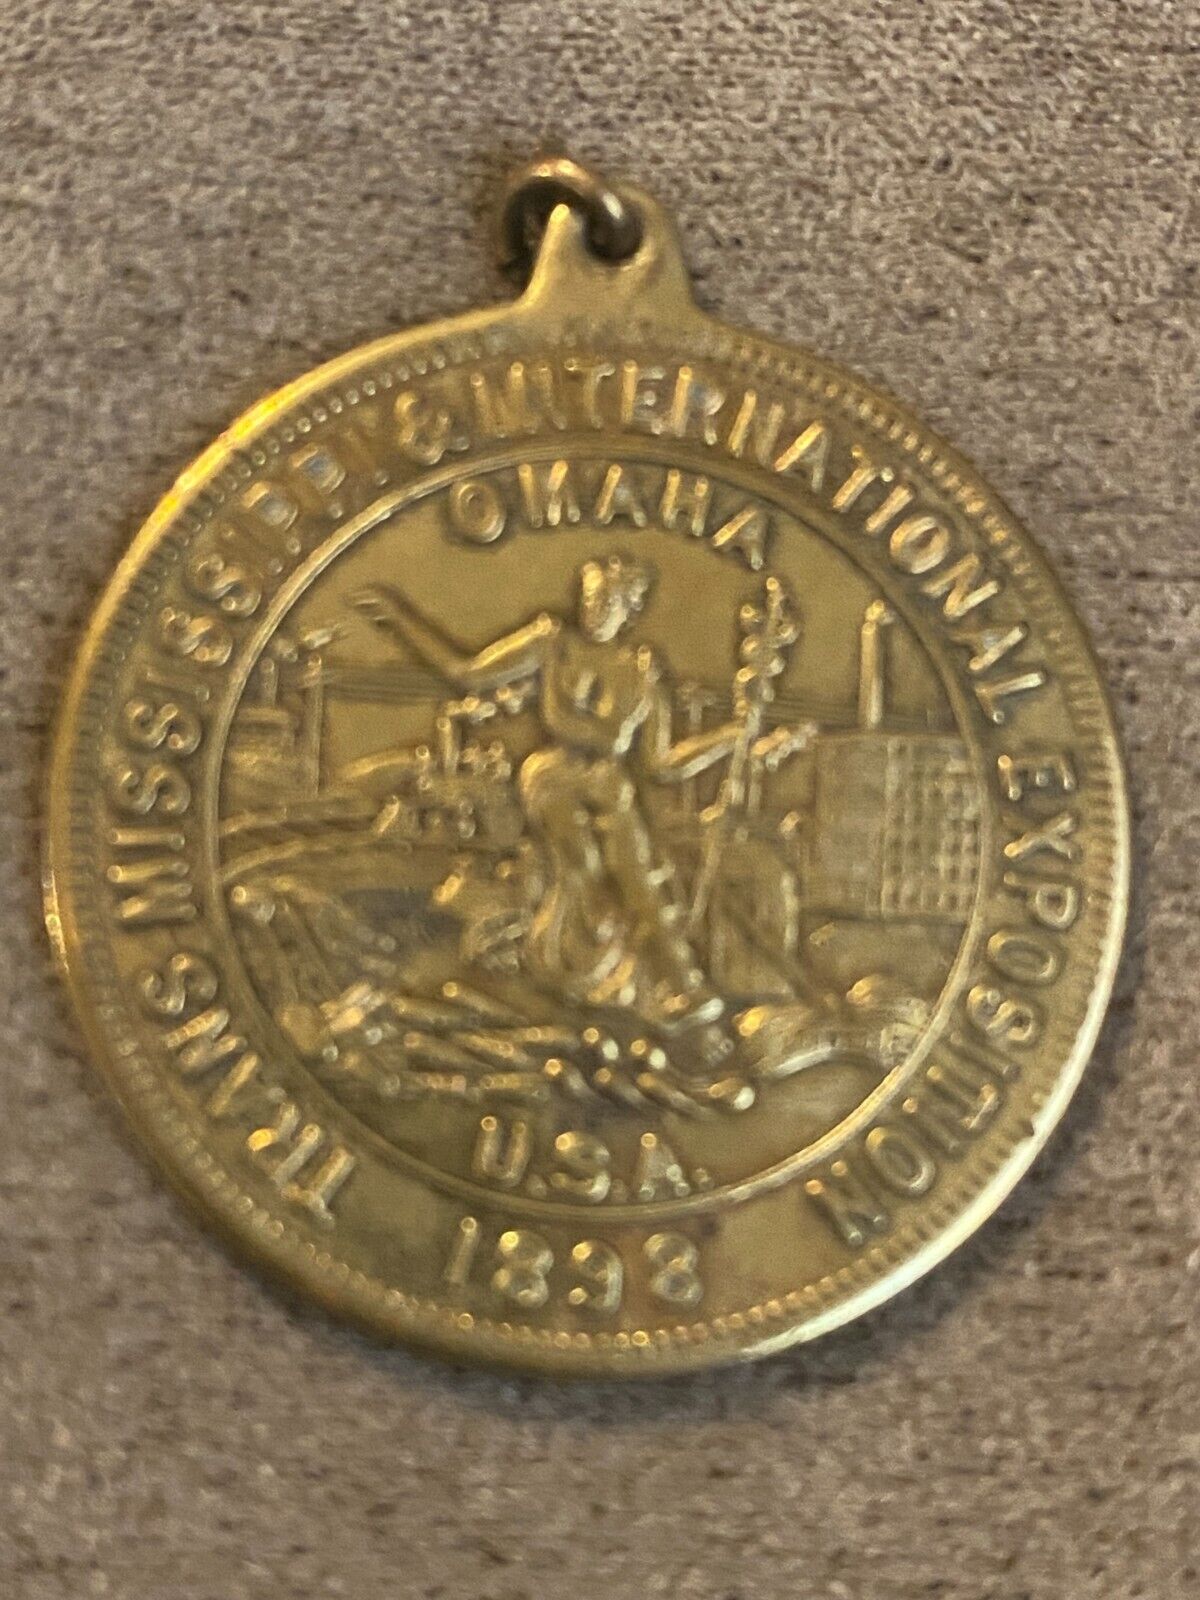 TRANS MISSISSIPPI & INTERNATIONAL EXPOSITION
OMAHA
U.S.A.
1898